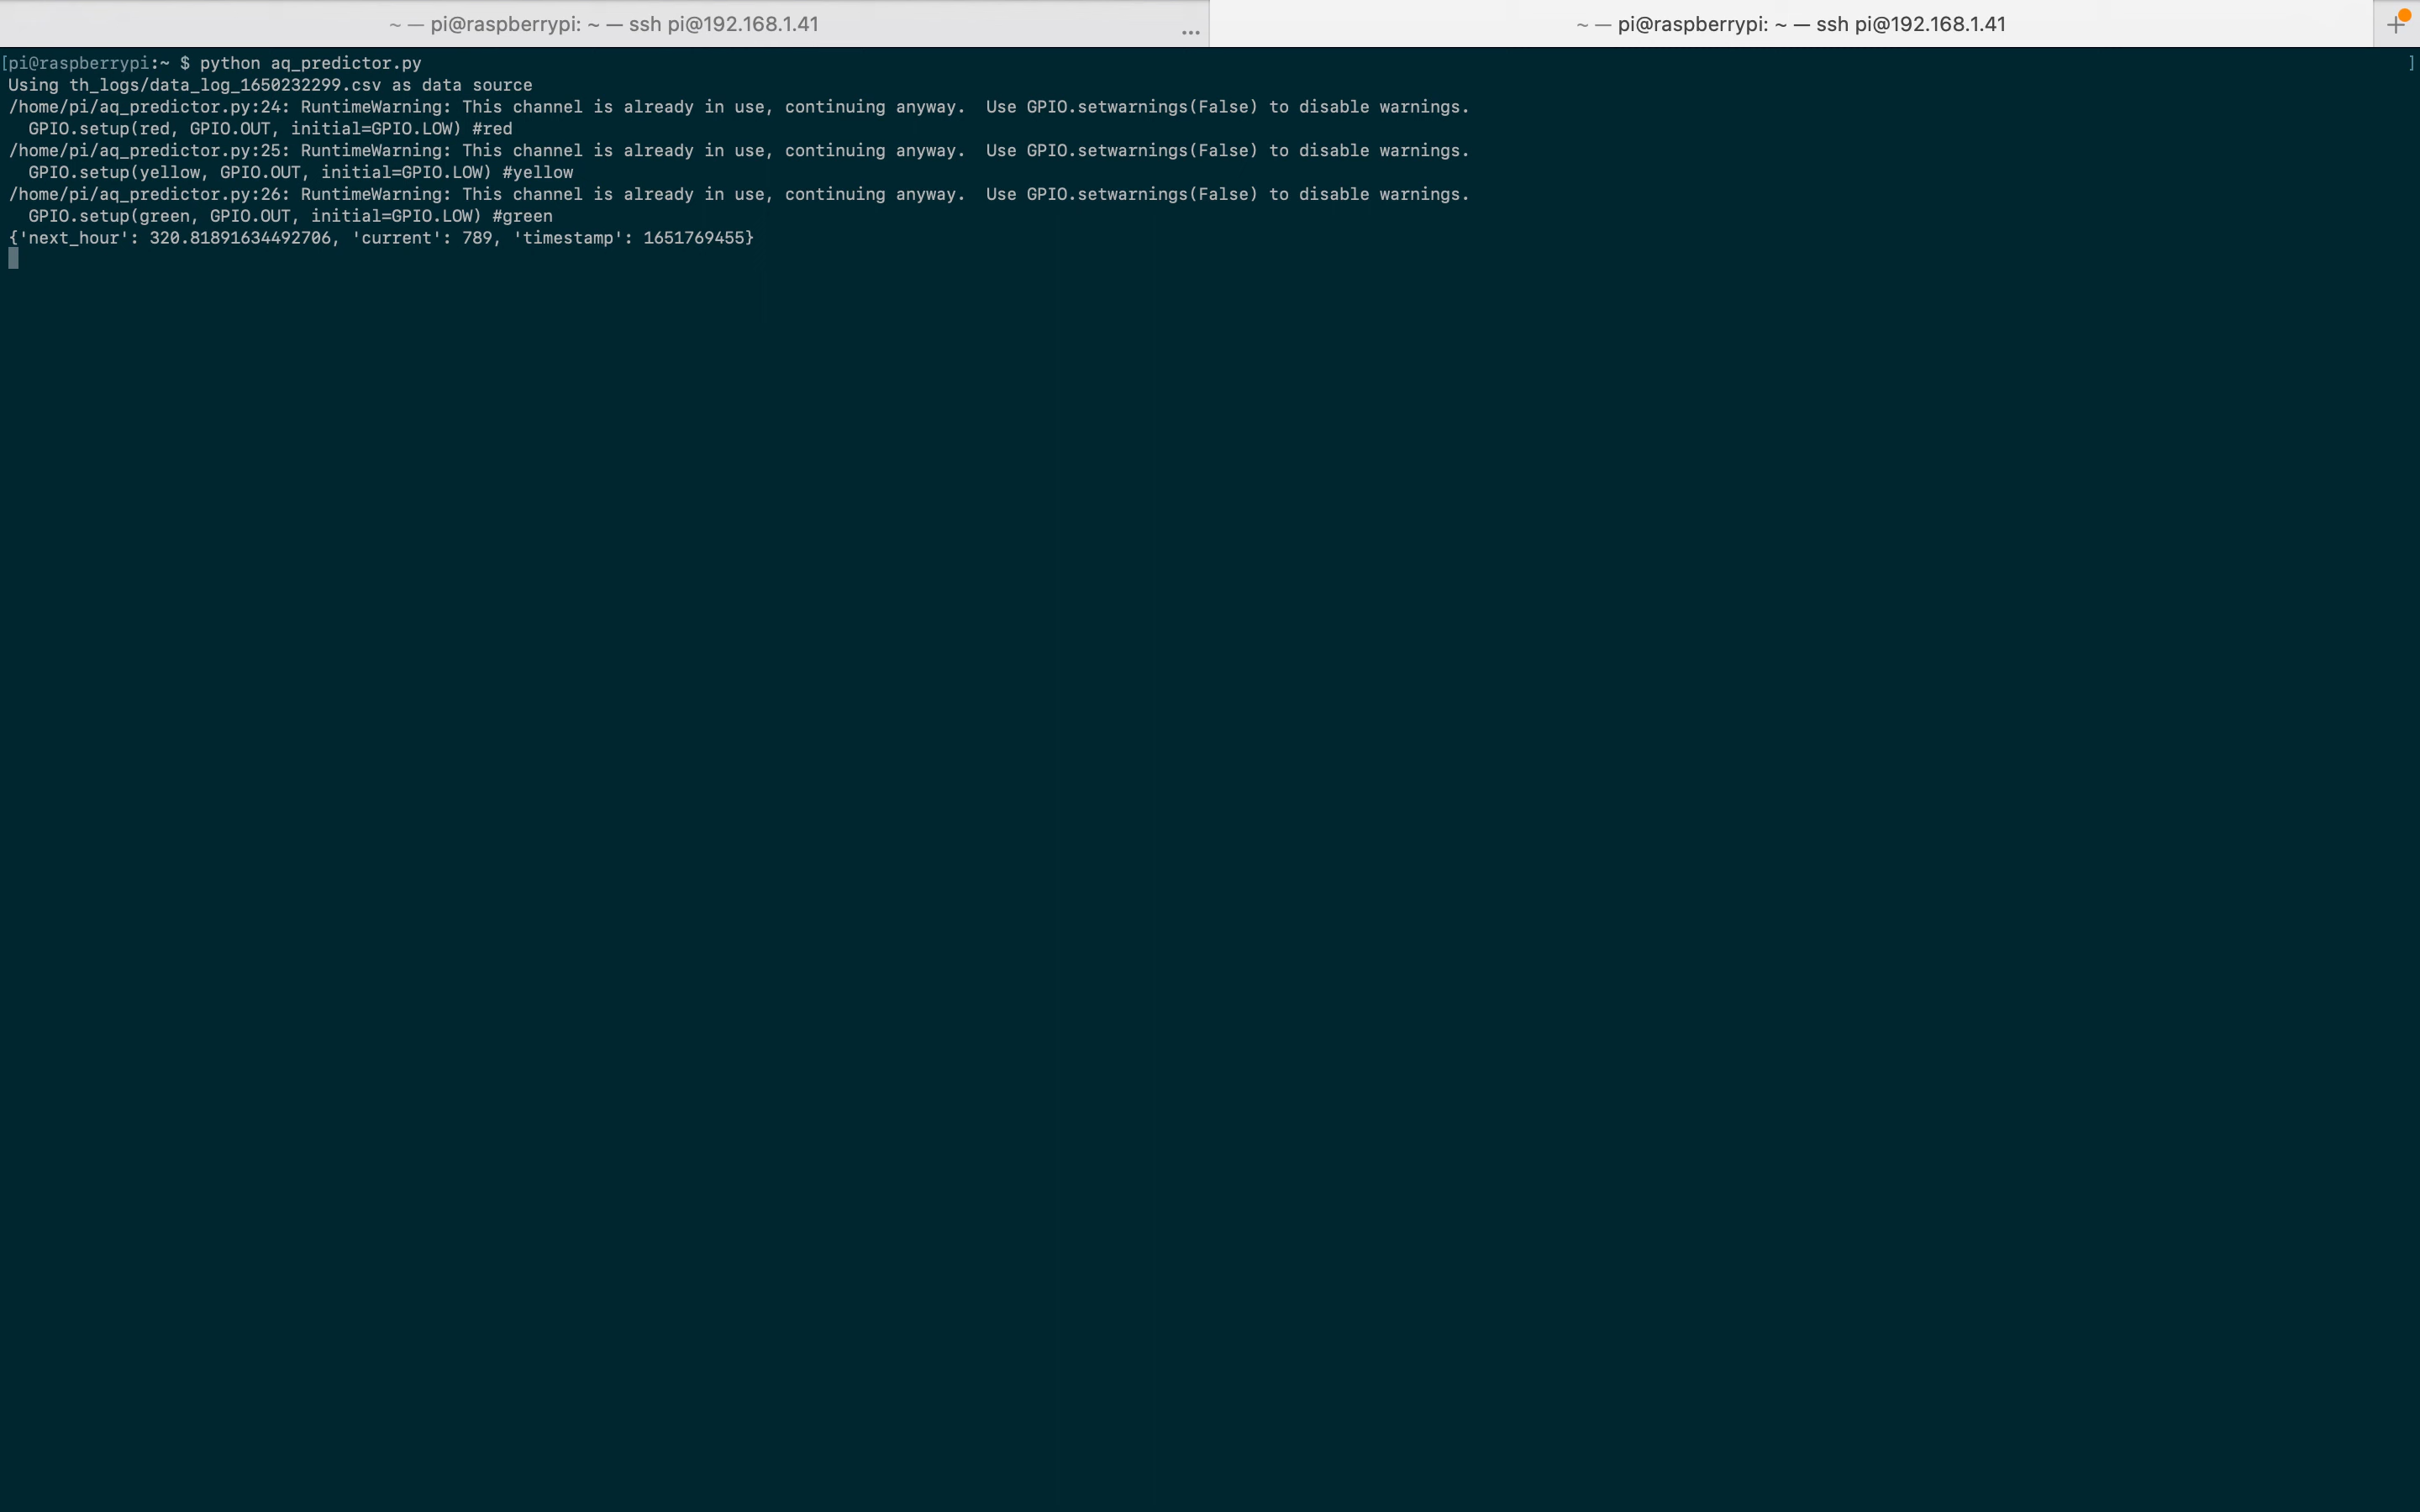 ~ — pi@raspberrypi: ~ — ssh pi@192.168.1.41 ...
~ — pi@raspberrypi: ~ — ssh pi@192.168.1.41 +
[pi@raspberrypi:~ $ python aq_predictor.py ]
Using th_logs/data_log_1650232299.csv as data source
/home/pi/aq_predictor.py:24: RuntimeWarning: This channel is already in use, continuing anyway.  Use GPIO.setwarnings(False) to disable warnings.
  GPIO.setup(red, GPIO.OUT, initial=GPIO.LOW) #red
/home/pi/aq_predictor.py:25: RuntimeWarning: This channel is already in use, continuing anyway.  Use GPIO.setwarnings(False) to disable warnings.
  GPIO.setup(yellow, GPIO.OUT, initial=GPIO.LOW) #yellow
/home/pi/aq_predictor.py:26: RuntimeWarning: This channel is already in use, continuing anyway.  Use GPIO.setwarnings(False) to disable warnings.
  GPIO.setup(green, GPIO.OUT, initial=GPIO.LOW) #green
{'next_hour': 320.81891634492706, 'current': 789, 'timestamp': 1651769455}